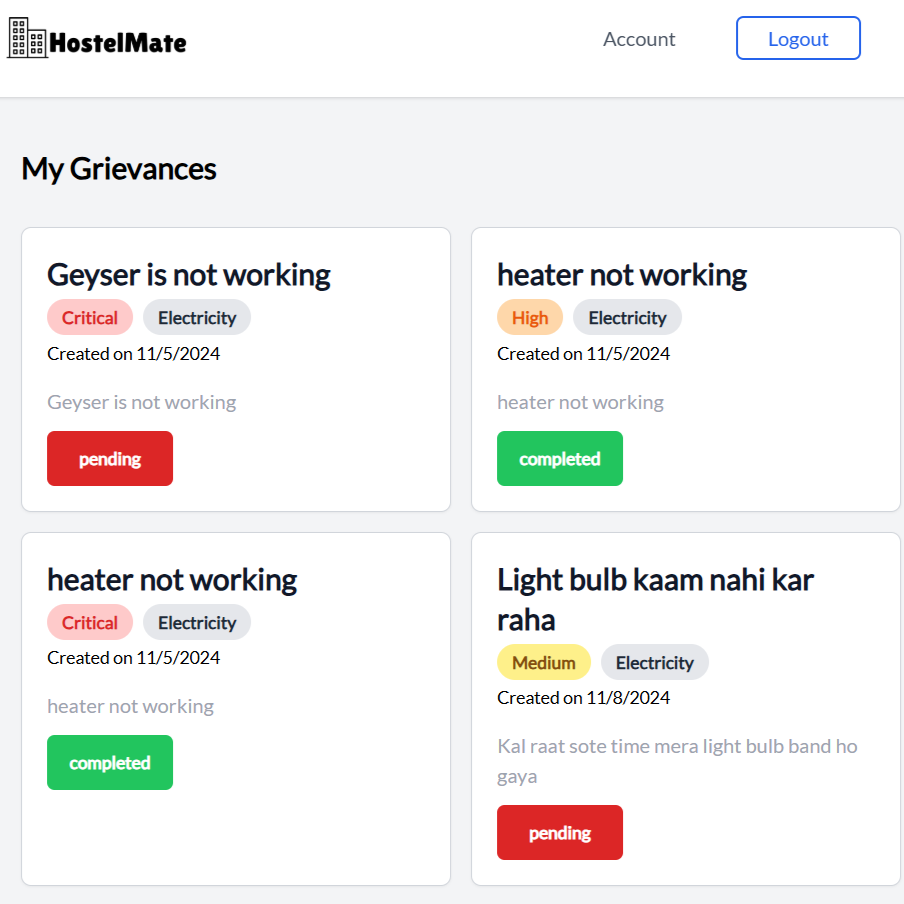 HostelMate
Account
Logout
My Grievances
Geyser is not working
Critical
Electricity
Created on 11/5/2024
Geyser is not working
pending
heater not working
High
Electricity
Created on 11/5/2024
heater not working
completed
heater not working
Critical
Electricity
Created on 11/5/2024
heater not working
completed
Light bulb kaam nahi kar
raha
Medium
Electricity
Created on 11/8/2024
Kal raat sote time mera light bulb band ho
gaya
pending